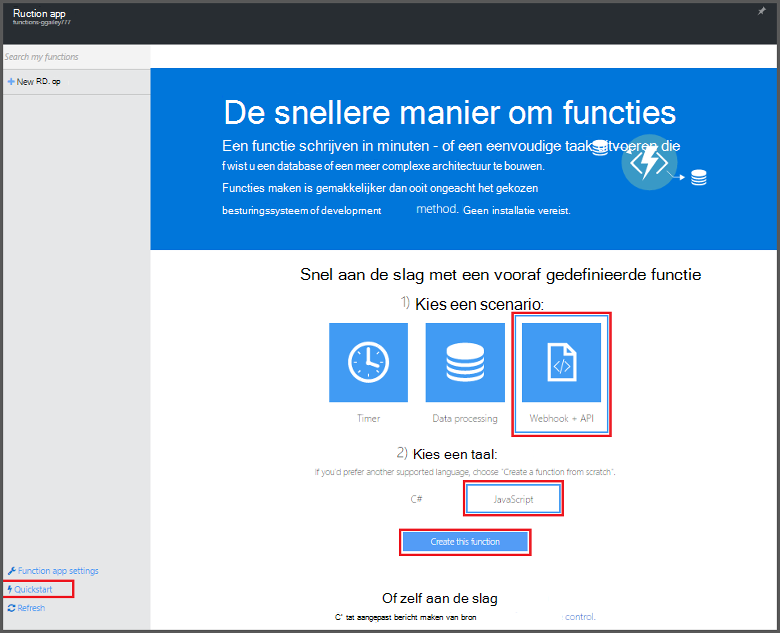 Ruction app
functions-ggailey777
Search my functions
New RD. op
De snellere manier om functies
Een functie schrijven in minuten - of een eenvoudige taak uitvoeren die
f wist u een database of een meer complexe architectuur te bouwen.
Functies maken is gemakkelijker dan ooit ongeacht het gekozen
besturingssysteem of development method. Geen installatie vereist.
Snel aan de slag met een vooraf gedefinieerde functie
1) Kies een scenario:
Timer Data processing Webhook + API
2) Kies een taal:
If you'd prefer another supported language, choose "Create a function from scratch".
C# JavaScript
Create this function
Function app settings
Quickstart
Refresh
Of zelf aan de slag
C' tat aangepast bericht maken van bron control.